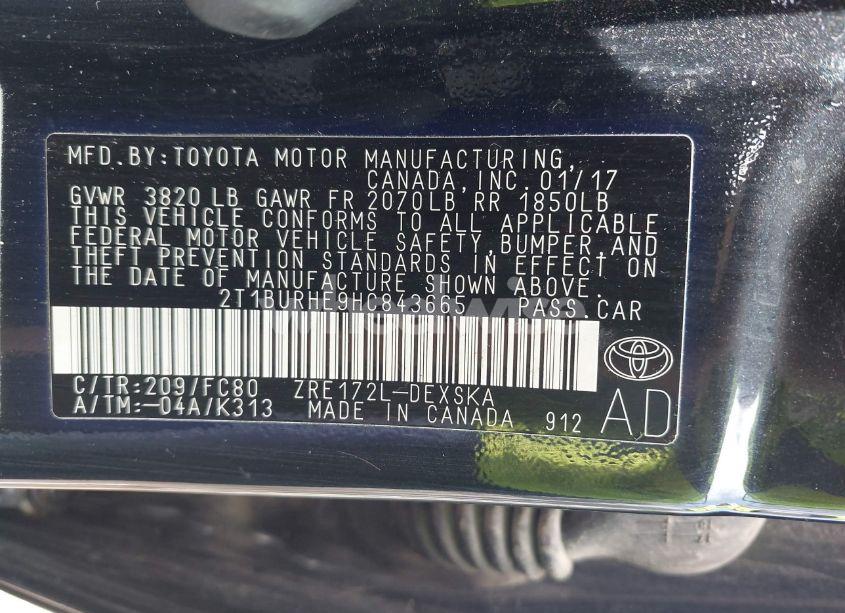 MFD.BY:TOYOTA MOTOR MANUFACTURING,
CANADA,INC. 01/17
GVWR 3820 LB GAWR FR 2070LB RR 1850LB
THIS VEHICLE CONFORMS TO ALL APPLICABLE
FEDERAL MOTOR VEHICLE SAFETY,BUMPER,AND
THEFT PREVENTION STANDARDS IN EFFECT ON
THE DATE OF MANUFACTURE SHOWN ABOVE.
2T1BURHE9HC843665 PASS.CAR
C/TR:209/FC80 ZRE172L-DEXSKA
A/TM:-04A/K313 MADE IN CANADA 912 AD